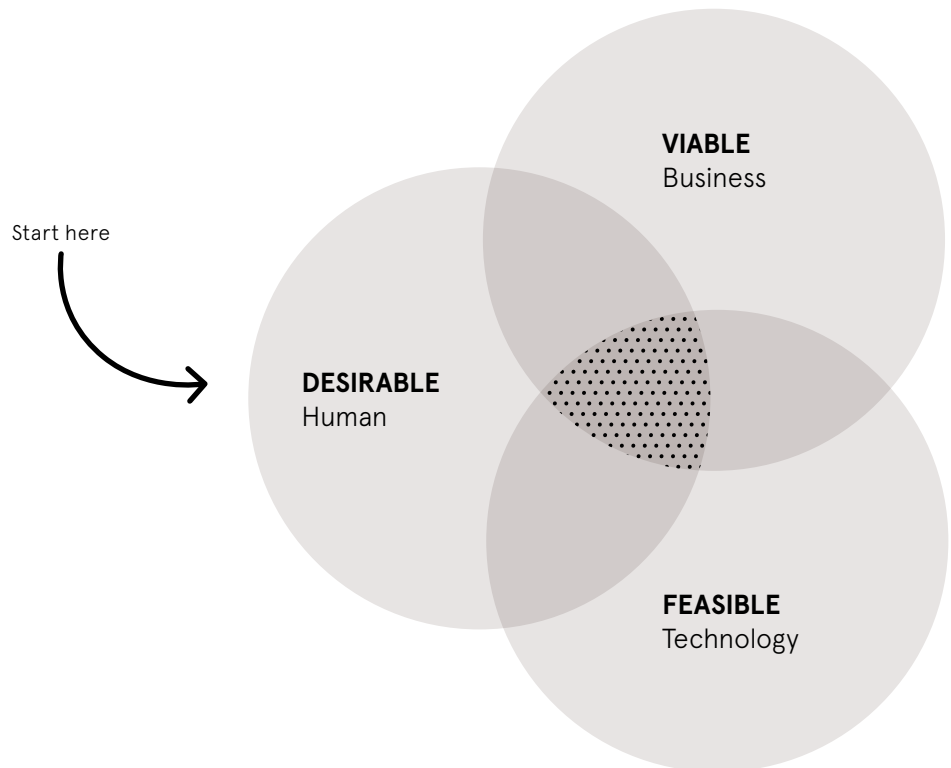 Start here
VIABLE
Business
DESIRABLE
Human
FEASIBLE
Technology